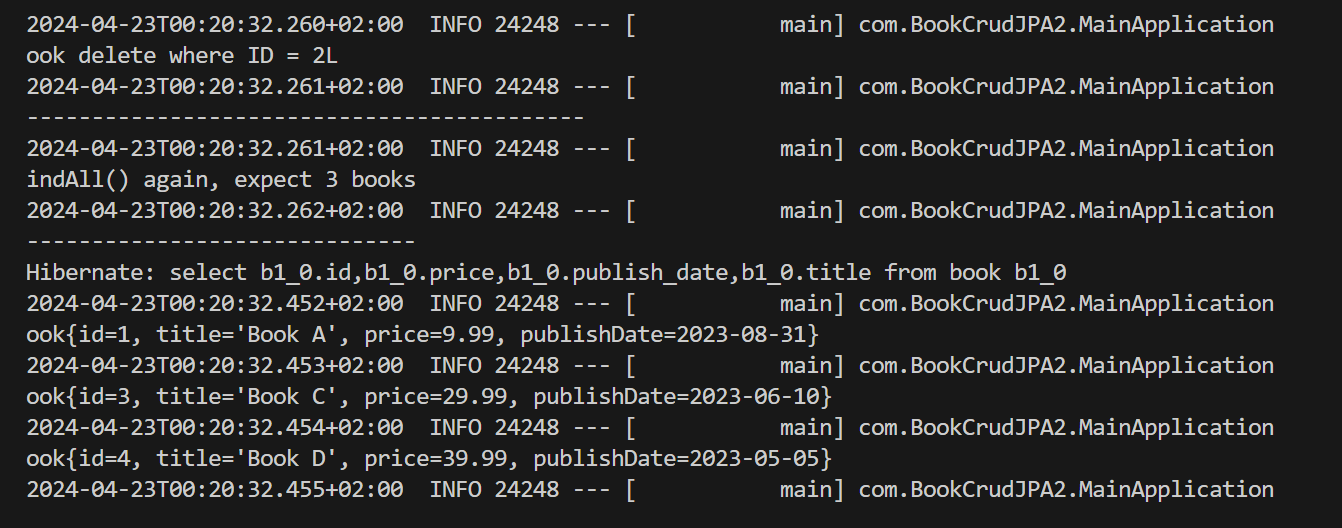 2024-04-23T00:20:32.260+02:00  INFO 24248 --- [           main] com.BookCrudJPA2.MainApplication
ook delete where ID = 2L
2024-04-23T00:20:32.261+02:00  INFO 24248 --- [           main] com.BookCrudJPA2.MainApplication
-------------------------------------------
2024-04-23T00:20:32.261+02:00  INFO 24248 --- [           main] com.BookCrudJPA2.MainApplication
indAll() again, expect 3 books
2024-04-23T00:20:32.262+02:00  INFO 24248 --- [           main] com.BookCrudJPA2.MainApplication
------------------------------
Hibernate: select b1_0.id,b1_0.price,b1_0.publish_date,b1_0.title from book b1_0
2024-04-23T00:20:32.452+02:00  INFO 24248 --- [           main] com.BookCrudJPA2.MainApplication
ook{id=1, title='Book A', price=9.99, publishDate=2023-08-31}
2024-04-23T00:20:32.453+02:00  INFO 24248 --- [           main] com.BookCrudJPA2.MainApplication
ook{id=3, title='Book C', price=29.99, publishDate=2023-06-10}
2024-04-23T00:20:32.454+02:00  INFO 24248 --- [           main] com.BookCrudJPA2.MainApplication
ook{id=4, title='Book D', price=39.99, publishDate=2023-05-05}
2024-04-23T00:20:32.455+02:00  INFO 24248 --- [           main] com.BookCrudJPA2.MainApplication